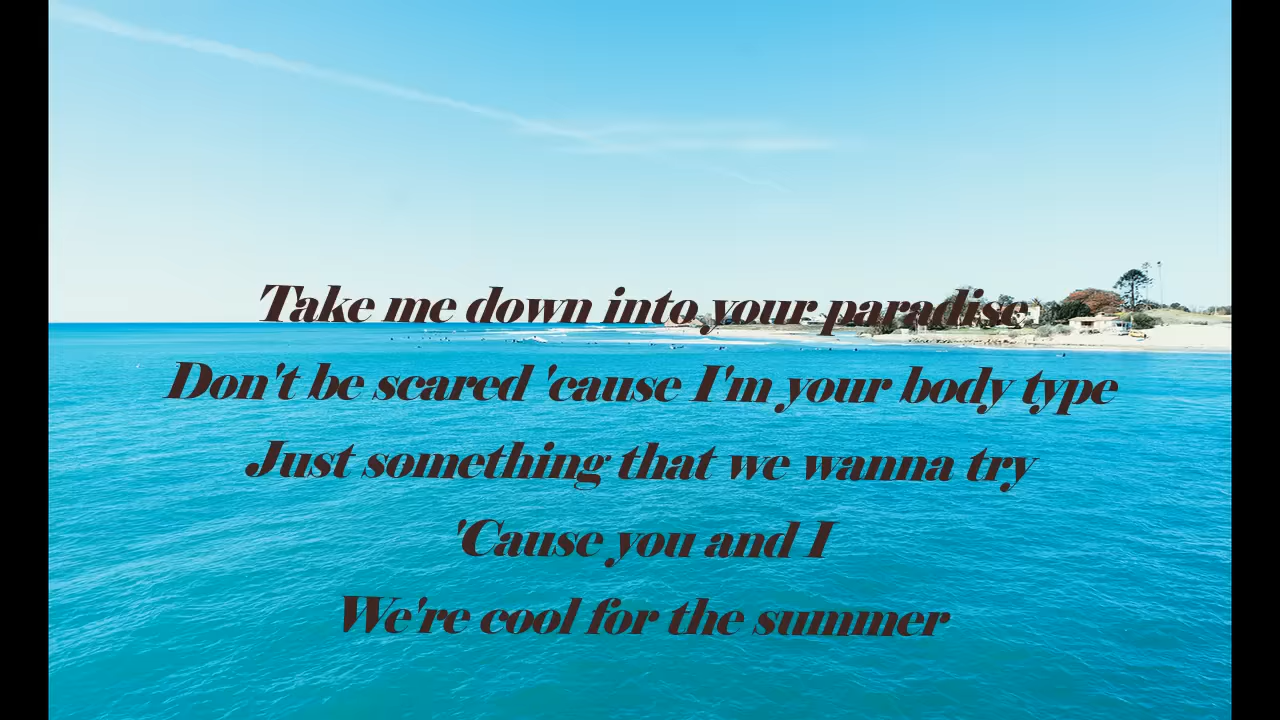 Take me down into your paradise
Don't be scared 'cause I'm your body type
Just something that we wanna try
'Cause you and I
We're cool for the summer